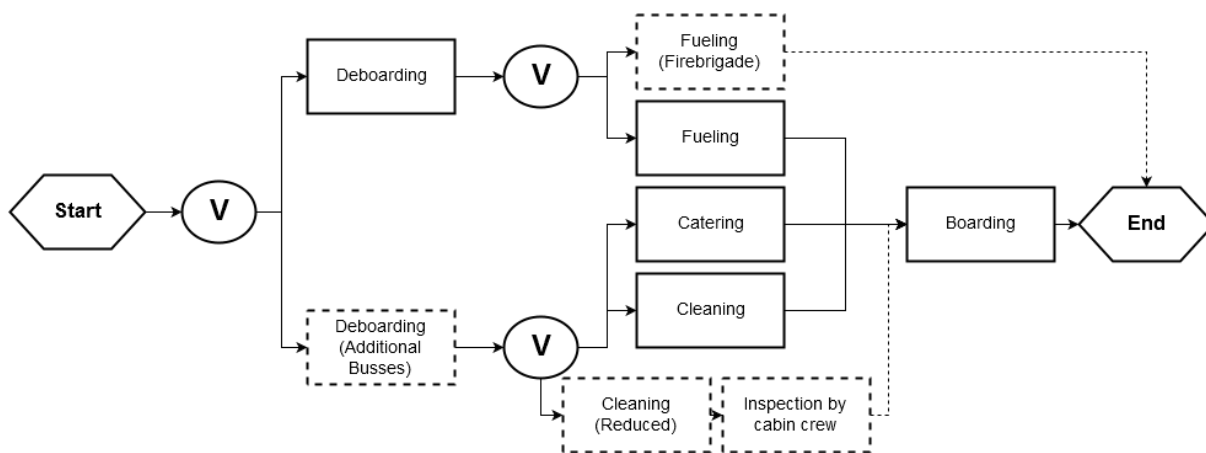 Start
V
Deboarding
V
Fueling
(Firebrigade)
Fueling
Catering
Cleaning
Boarding
End
Deboarding
(Additional
Busses)
V
Cleaning
(Reduced)
Inspection by
cabin crew